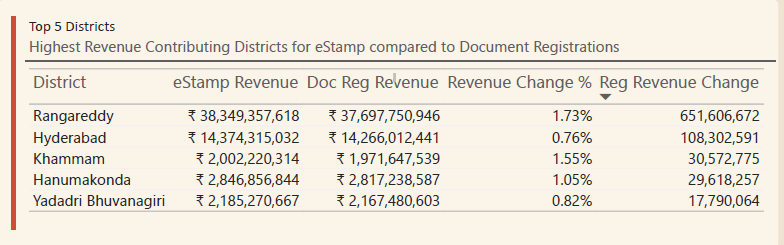 Top 5 Districts
Highest Revenue Contributing Districts for eStamp compared to Document Registrations
District eStamp Revenue Doc Reg Revenue Revenue Change % Reg Revenue Change
Rangareddy ₹ 38,349,357,618 ₹ 37,697,750,946 1.73% 651,606,672
Hyderabad ₹ 14,374,315,032 ₹ 14,266,012,441 0.76% 108,302,591
Khammam ₹ 2,002,220,314 ₹ 1,971,647,539 1.55% 30,572,775
Hanumakonda ₹ 2,846,856,844 ₹ 2,817,238,587 1.05% 29,618,257
Yadadri Bhuvanagiri ₹ 2,185,270,667 ₹ 2,167,480,603 0.82% 17,790,064